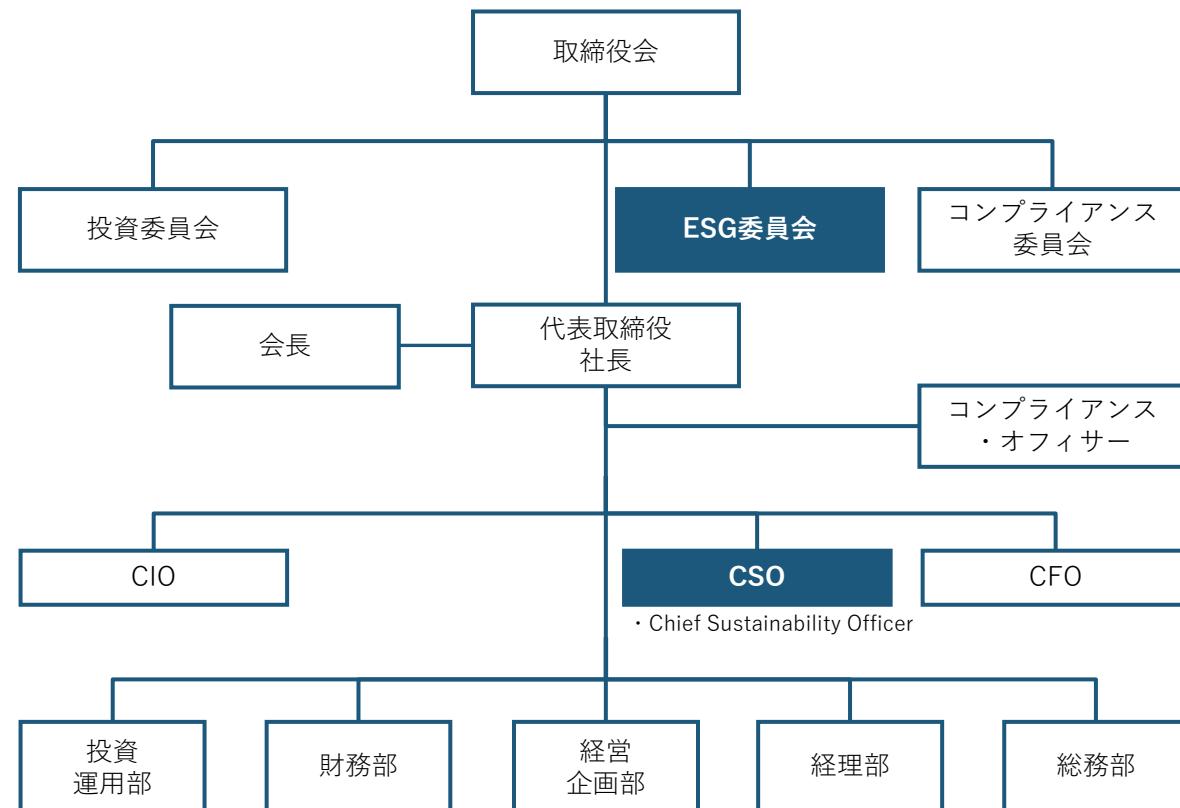 取締役会
投資委員会
ESG委員会
コンプライアンス
委員会
会長
代表取締役
社長
コンプライアンス
・オフィサー
CIO
CSO
CFO
・Chief Sustainability Officer
投資
運用部
財務部
経営
企画部
経理部
総務部